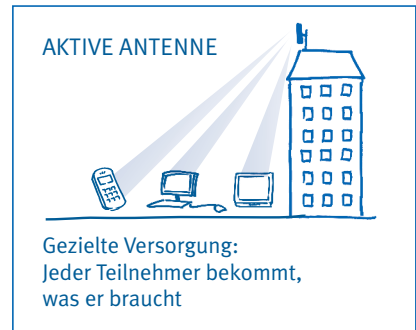 AKTIVE ANTENNE
Gezielte Versorgung:
Jeder Teilnehmer bekommt,
was er braucht